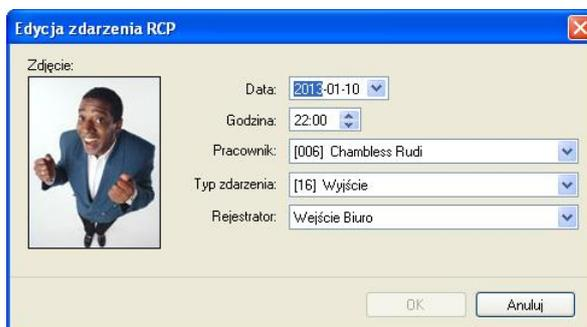 Edycja zdarzenia RCP
Zdjęcie:
Data: 2013-01-10
Godzina: 22:00
Pracownik: [006] Chambless Rudi
Typ zdarzenia: [16] Wyjście
Rejestrator: Wejście Biuro
OK Anuluj